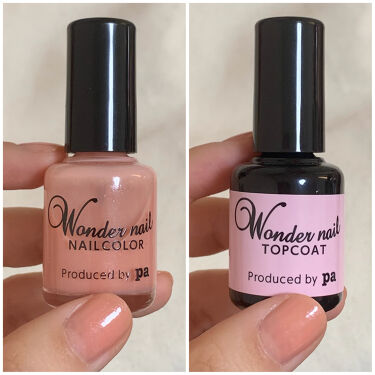 Wonder nail
NAILCOLOR
Produced by pa
Wonder nail
TOPCOAT
Produced by pa